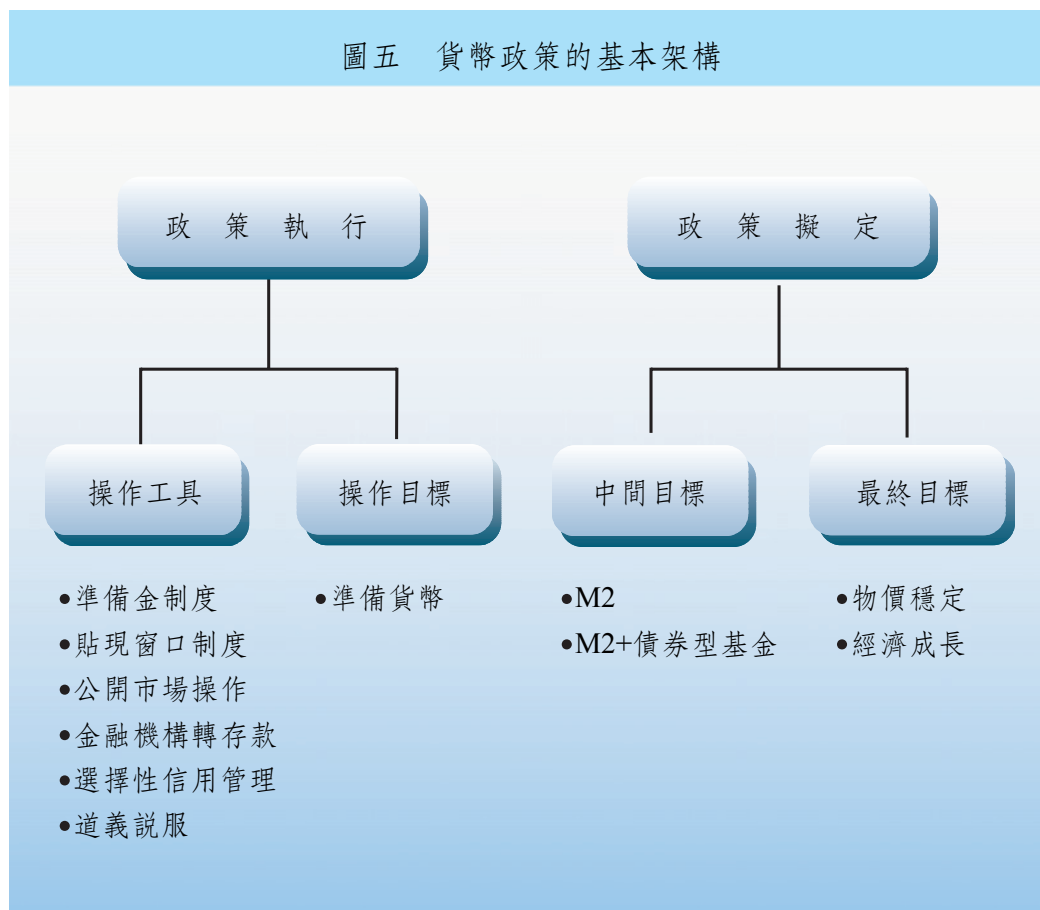 圖五 貨幣政策的基本架構
政策執行
政策擬定
操作工具
操作目標
中間目標
最終目標
•準備金制度
•貼現窗口制度
•公開市場操作
•金融機構轉存款
•選擇性信用管理
•道義説服
•準備貨幣
•M2
•M2+債券型基金
•物價穩定
•經濟成長